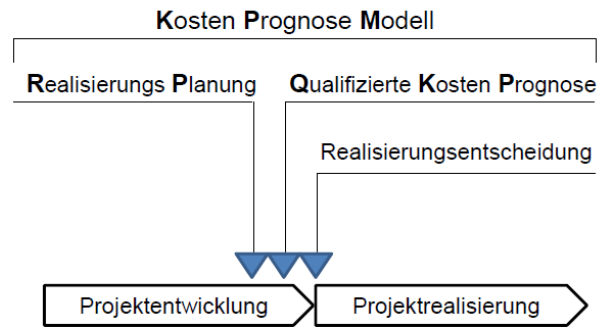 Kosten Prognose Modell
Realisierungs Planung
Qualifizierte Kosten Prognose
Realisierungsentscheidung
Projektentwicklung
Projektrealisierung